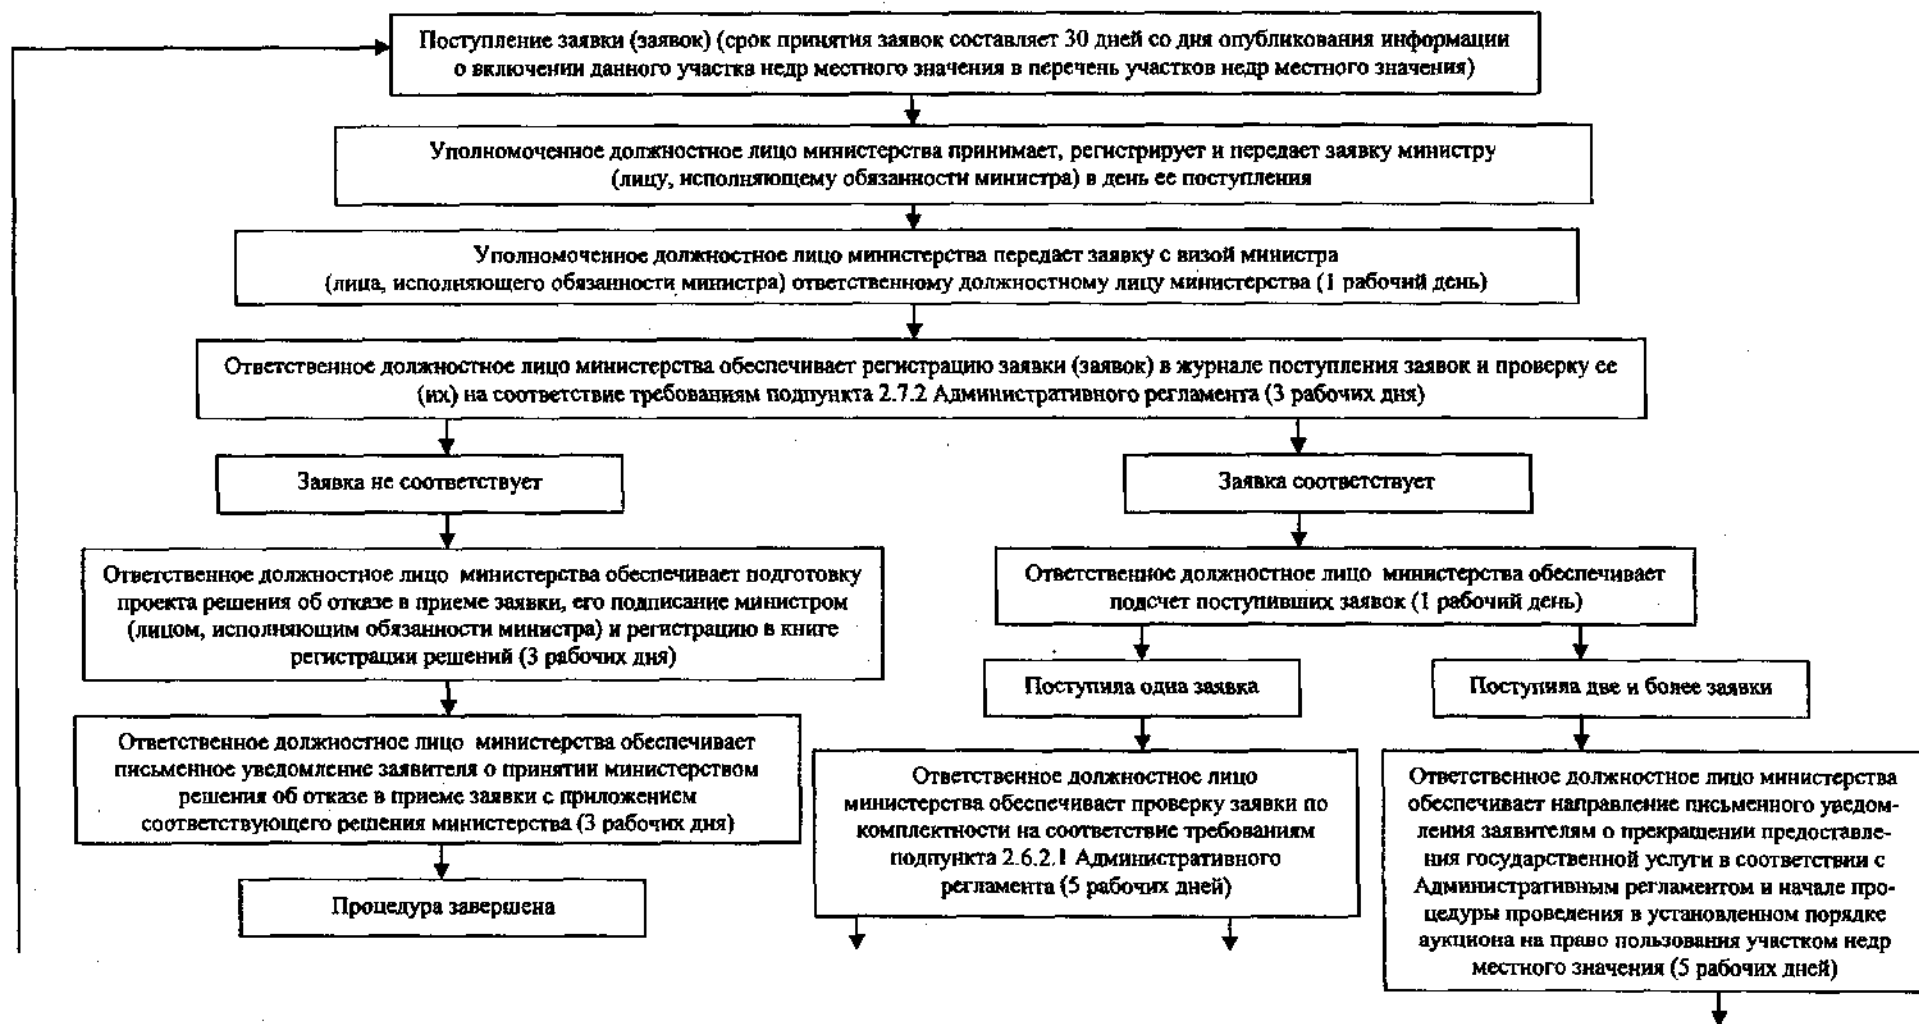 Поступление заявки (заявок) (срок принятия заявок составляет 30 дней со дня опубликования информации
о включении данного участка недр местного значения в перечень участков недр местного значения)
Уполномоченное должностное лицо министерства принимает, регистрирует и передает заявку министру
(лицу, исполняющему обязанности министра) в день ее поступления
Уполномоченное должностное лицо министерства передает заявку с визой министра
(лица, исполняющего обязанности министра) ответственному должностному лицу министерства (1 рабочий день)
Ответственное должностное лицо министерства обеспечивает регистрацию заявки (заявок) в журнале поступления заявок и проверку ее
(их) на соответствие требованиям подпункта 2.7.2 Административного регламента (3 рабочих дня)
Заявка не соответствует
Заявка соответствует
Ответственное должностное лицо министерства обеспечивает подготовку
проекта решения об отказе в приеме заявки, его подписание министром
(лицом, исполняющим обязанности министра) и регистрацию в книге
регистрации решений (3 рабочих дня)
Ответственное должностное лицо министерства обеспечивает
подсчет поступивших заявок (1 рабочий день)
Поступила одна заявка
Поступила две и более заявки
Ответственное должностное лицо министерства обеспечивает
письменное уведомление заявителя о принятии министерством
решения об отказе в приеме заявки с приложением
соответствующего решения министерства (3 рабочих дня)
Процедура завершена
Ответственное должностное лицо
министерства обеспечивает проверку заявки по
комплектности на соответствие требованиям
подпункта 2.6.2.1 Административного
регламента (5 рабочих дней)
Ответственное должностное лицо министерства
обеспечивает направление письменного уведом-
ления заявителям о прекращении предоставле-
ния государственной услуги в соответствии с
Административным регламентом и начале про-
цедуры проведения в установленном порядке
аукциона на право пользования участком недр
местного значения (5 рабочих дней)